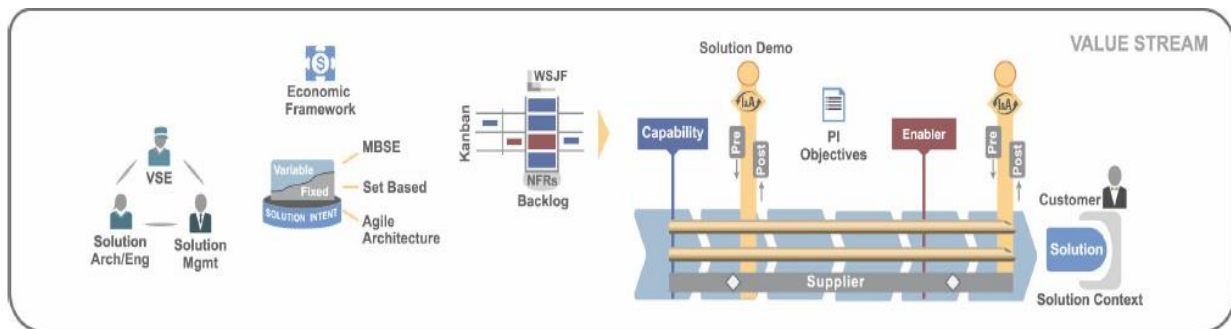 VALUE STREAM
Solution Demo
Economic
Framework
WSJF
Kanban
NFRs
Backlog
MBSE
Set Based
Agile
Architecture
Variable
Fixed
SOLUTION INTENT
VSE
Solution
Arch/Eng
Solution
Mgmt
Capability
I&A
Pre
Post
PI
Objectives
Enabler
I&A
Pre
Post
Supplier
Customer
Solution
Solution Context